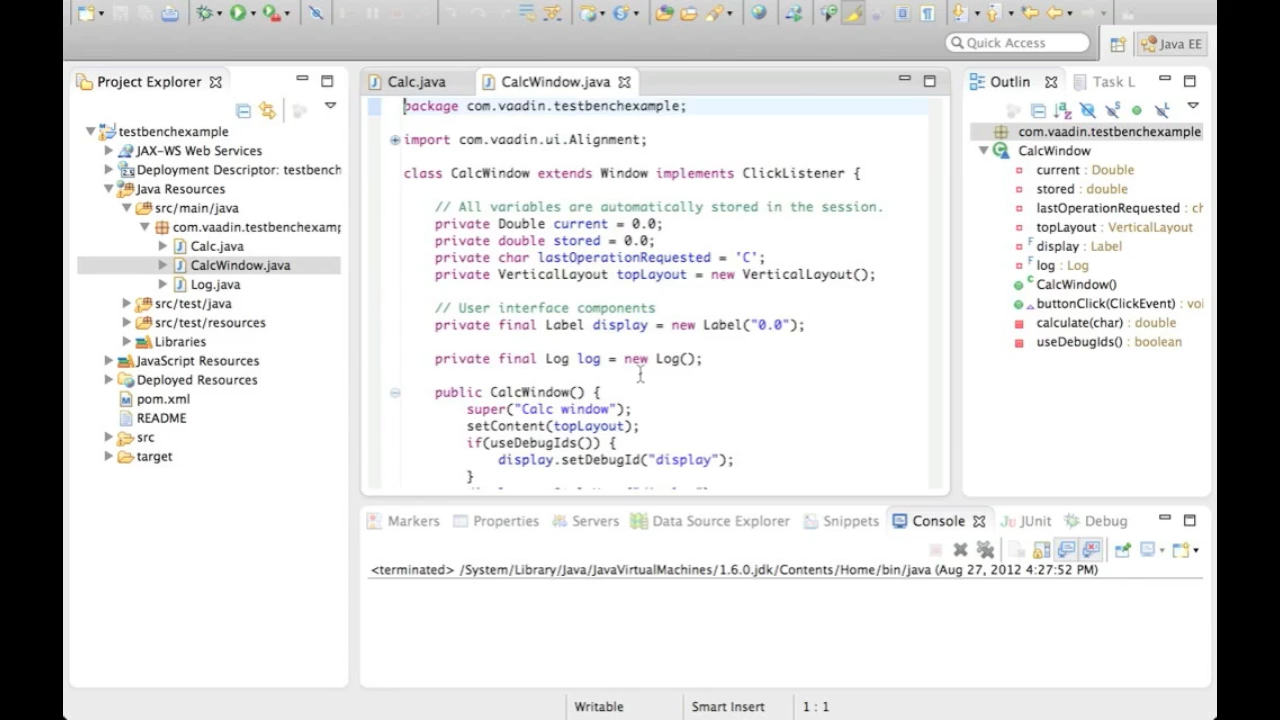 Quick Access
Java EE
Project Explorer
testbenchexample
JAX-WS Web Services
Deployment Descriptor: testbench
Java Resources
src/main/java
com.vaadin.testbenchexamp
Calc.java
CalcWindow.java
Log.java
src/test/java
src/test/resources
Libraries
JavaScript Resources
Deployed Resources
pom.xml
README
src
target
Calc.java
CalcWindow.java
package com.vaadin.testbenchexample;
import com.vaadin.ui.Alignment;
class CalcWindow extends Window implements ClickListener {
// All variables are automatically stored in the session.
private Double current = 0.0;
private double stored = 0.0;
private char lastOperationRequested = 'C';
private VerticalLayout topLayout = new VerticalLayout();
// User interface components
private final Label display = new Label("0.0");
private final Log log = new Log();
public CalcWindow() {
super("Calc window");
setContent(topLayout);
if(useDebugIds()) {
display.setDebugId("display");
}
Outlin
Task L
com.vaadin.testbenchexample
CalcWindow
current : Double
stored : double
lastOperationRequested : ch
topLayout : VerticalLayout
display : Label
log : Log
CalcWindow()
buttonClick(ClickEvent) : voi
calculate(char) : double
useDebugIds() : boolean
Markers
Properties
Servers
Data Source Explorer
Snippets
Console
JUnit
Debug
<terminated> /System/Library/Java/JavaVirtualMachines/1.6.0.jdk/Contents/Home/bin/java (Aug 27, 2012 4:27:52 PM)
Writable
Smart Insert
1 : 1